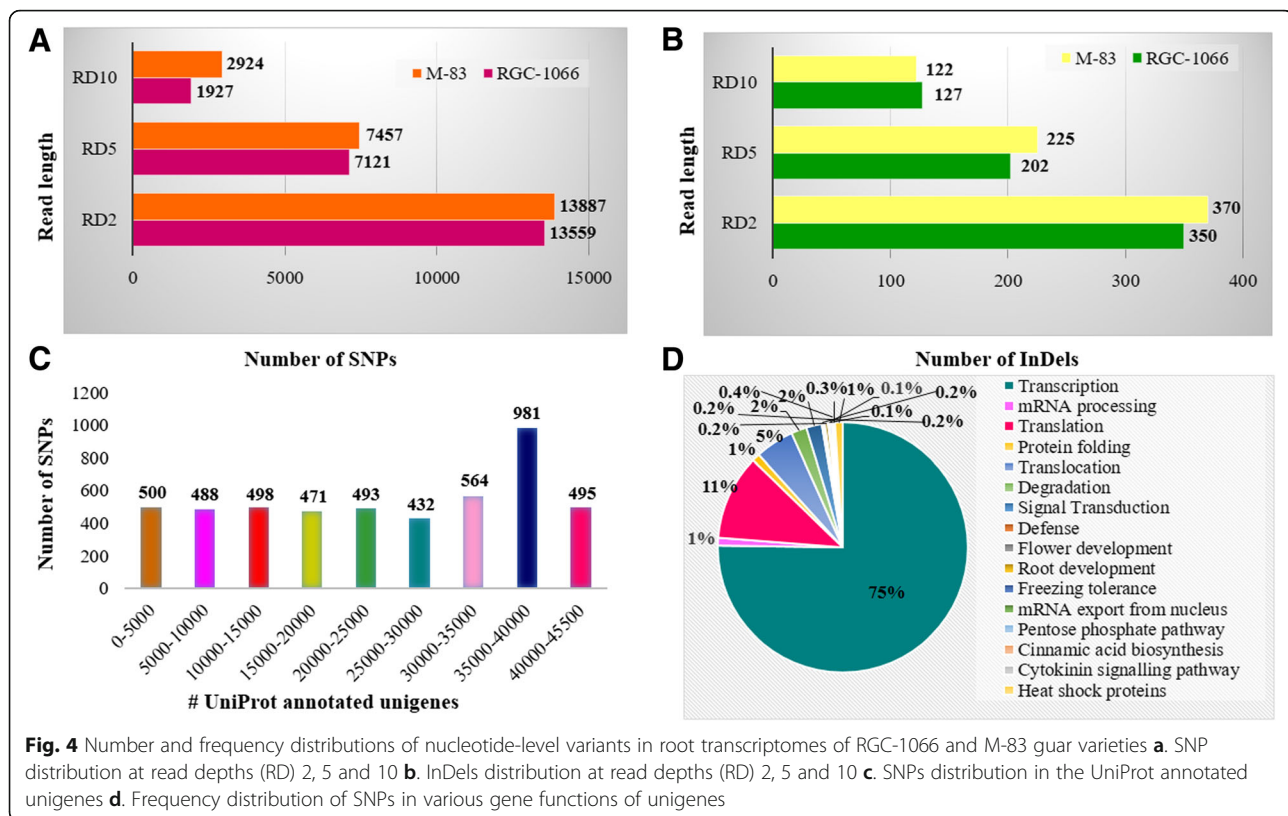 A
0 5000 10000 15000
RD10
RD5
RD2
Read length
2924
1927
7457
7121
13887
13559
M-83 RGC-1066
0 5000 10000 15000
Number of SNPs
B
RD10
RD5
RD2
Read length
122
127
225
202
370
350
M-83 RGC-1066
0 100 200 300 400
Number of InDels
C
Number of SNPs
1200
1000
800
600
400
200
0
500 488 498 471 493 432 564 981 495
0-5000 5000-10000 10000-15000 15000-20000 20000-25000 25000-30000 30000-35000 35000-40000 40000-45500
# UniProt annotated unigenes
D
0.4% 2% 0.3% 1% 0.1% 0.2%
0.2% 2% 0.1% 0.2%
0.2%
1% 5%
11%
1%
75%
Transcription
mRNA processing
Translation
Protein folding
Translocation
Degradation
Signal Transduction
Defense
Flower development
Root development
Freezing tolerance
mRNA export from nucleus
Pentose phosphate pathway
Cinnamic acid biosynthesis
Cytokinin signalling pathway
Heat shock proteins
Fig. 4 Number and frequency distributions of nucleotide-level variants in root transcriptomes of RGC-1066 and M-83 guar varieties a. SNP
distribution at read depths (RD) 2, 5 and 10 b. InDels distribution at read depths (RD) 2, 5 and 10 c. SNPs distribution in the UniProt annotated
unigenes d. Frequency distribution of SNPs in various gene functions of unigenes